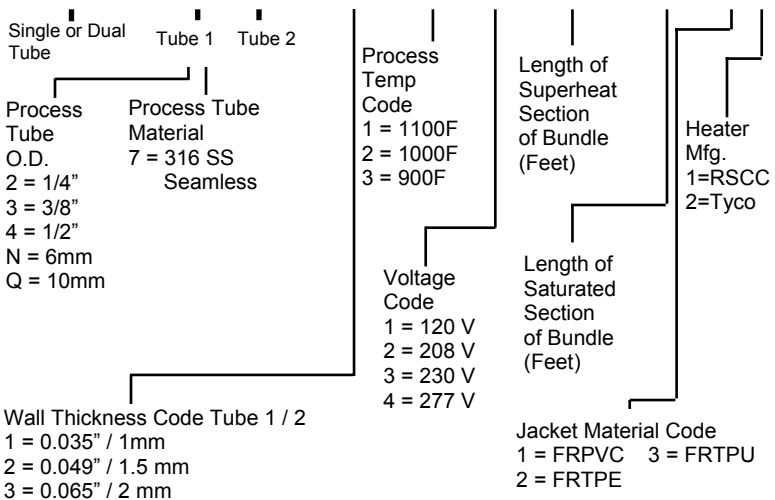 Single or Dual
Tube
Tube 1
Tube 2
Process
Tube
O.D.
2 = 1/4”
3 = 3/8”
4 = 1/2”
N = 6mm
Q = 10mm
Process Tube
Material
7 = 316 SS
Seamless
Process
Temp
Code
1 = 1100F
2 = 1000F
3 = 900F
Length of
Superheat
Section
of Bundle
(Feet)
Heater
Mfg.
1=RSCC
2=Tyco
Voltage
Code
1 = 120 V
2 = 208 V
3 = 230 V
4 = 277 V
Length of
Saturated
Section
of Bundle
(Feet)
Wall Thickness Code Tube 1 / 2
1 = 0.035” / 1mm
2 = 0.049” / 1.5 mm
3 = 0.065” / 2 mm
Jacket Material Code
1 = FRPVC 3 = FRTPU
2 = FRTPE